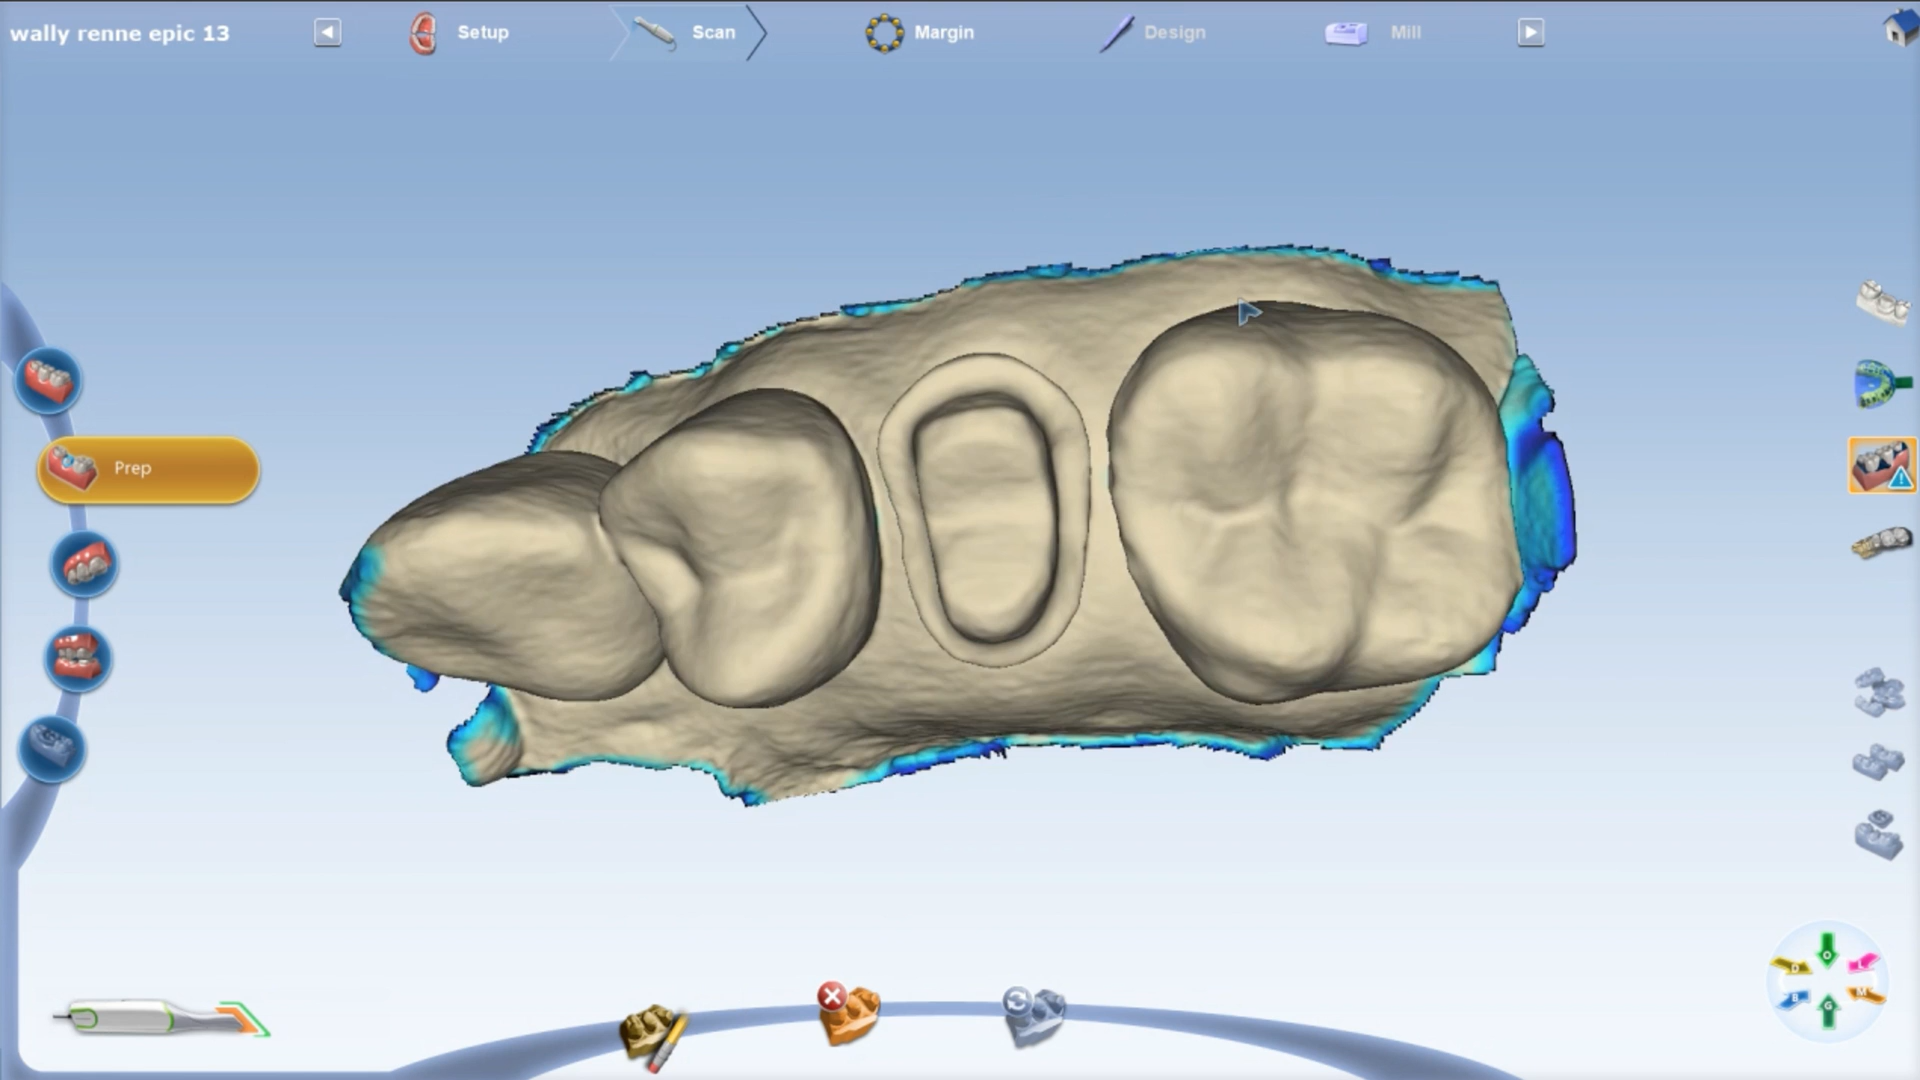 wally renne epic 13
Setup
Scan
Margin
Design
Mill
Prep
O
D
L
B
M
G